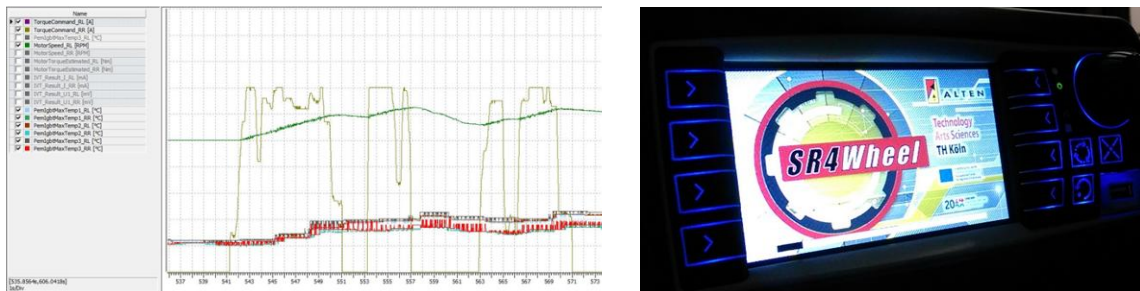 Name
TorqueCommand_RL [A]
TorqueCommand_RR [A]
PemIgbtMaxTemp3_RL [°C]
MotorSpeed_RL [RPM]
MotorSpeed_RR [RPM]
MotorTorqueEstimated_RL [Nm]
MotorTorqueEstimated_RR [Nm]
IVT_Result_I_RL [mA]
IVT_Result_I_RR [mA]
IVT_Result_U1_RL [mV]
IVT_Result_U1_RR [mV]
PemIgbtMaxTemp1_RL [°C]
PemIgbtMaxTemp1_RR [°C]
PemIgbtMaxTemp2_RL [°C]
PemIgbtMaxTemp2_RR [°C]
PemIgbtMaxTemp3_RL [°C]
PemIgbtMaxTemp3_RR [°C]
537 539 541 543 545 547 549 551 553 555 557 559 561 563 565 567 569 571 573
ALTEN
Technology
Arts Sciences
TH Köln
SR4Wheel